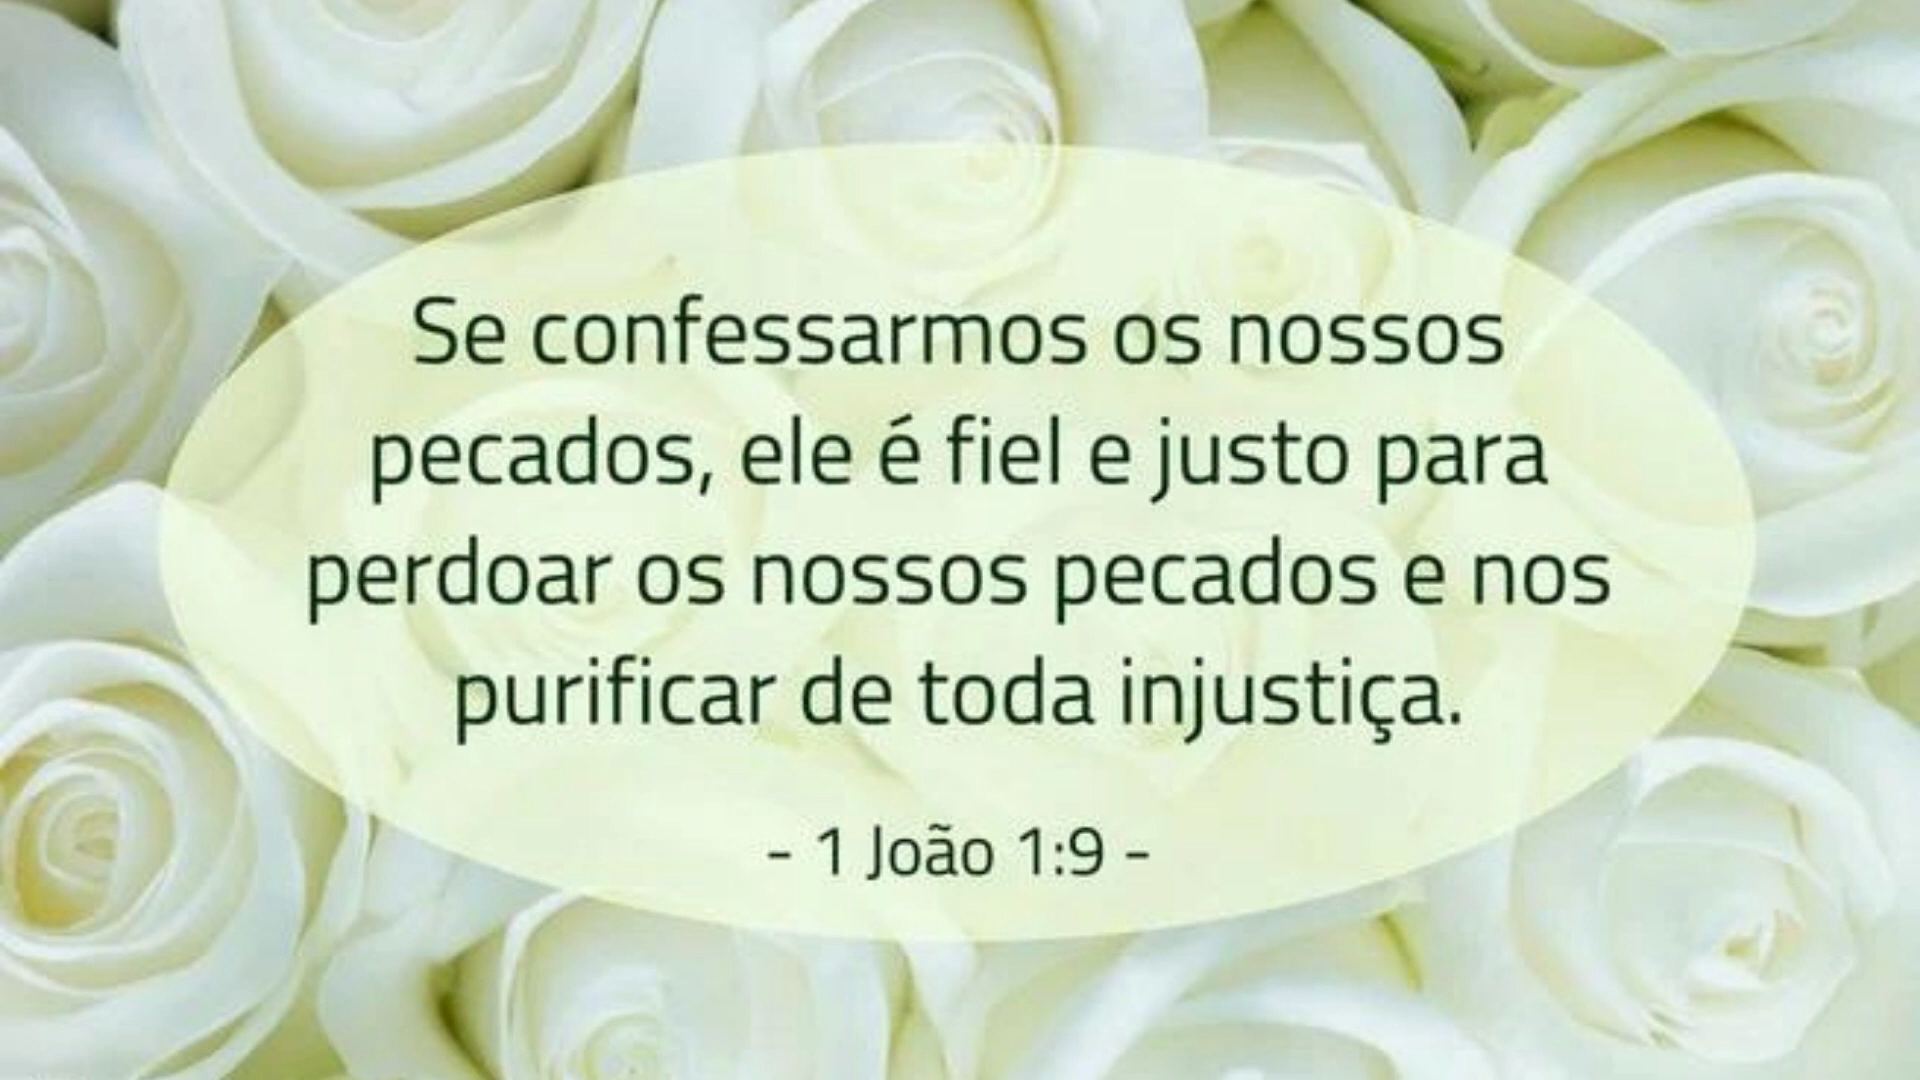 Se confessarmos os nossos
pecados, ele é fiel e justo para
perdoar os nossos pecados e nos
purificar de toda injustiça.
- 1 João 1:9 -